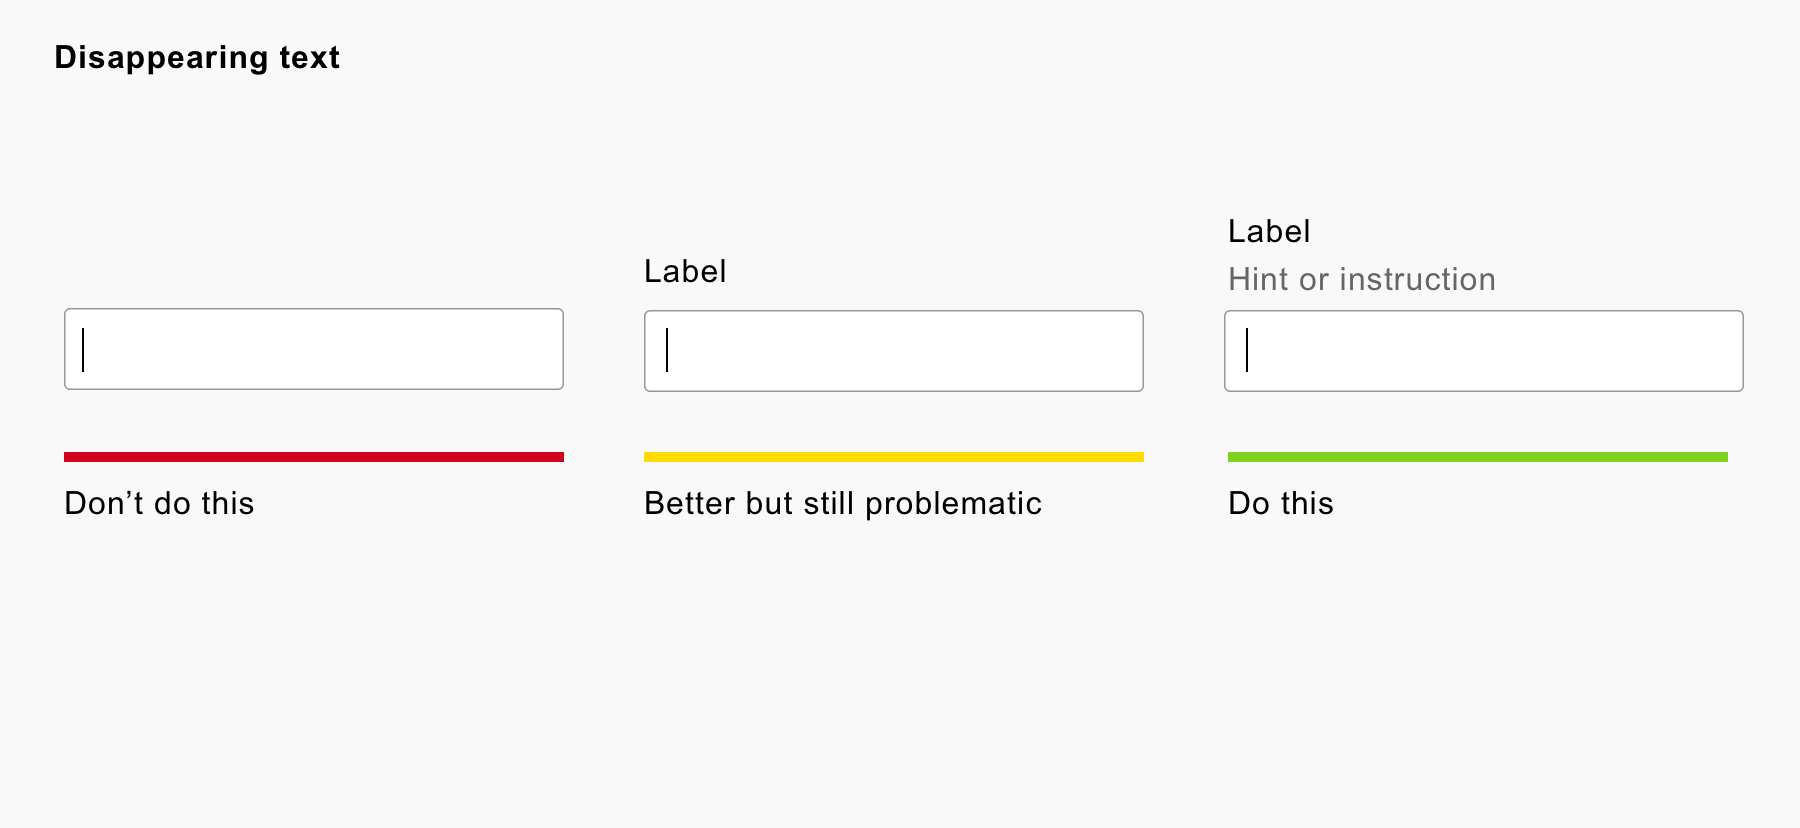 Disappearing text
Label
Label
Hint or instruction
Don’t do this
Better but still problematic
Do this